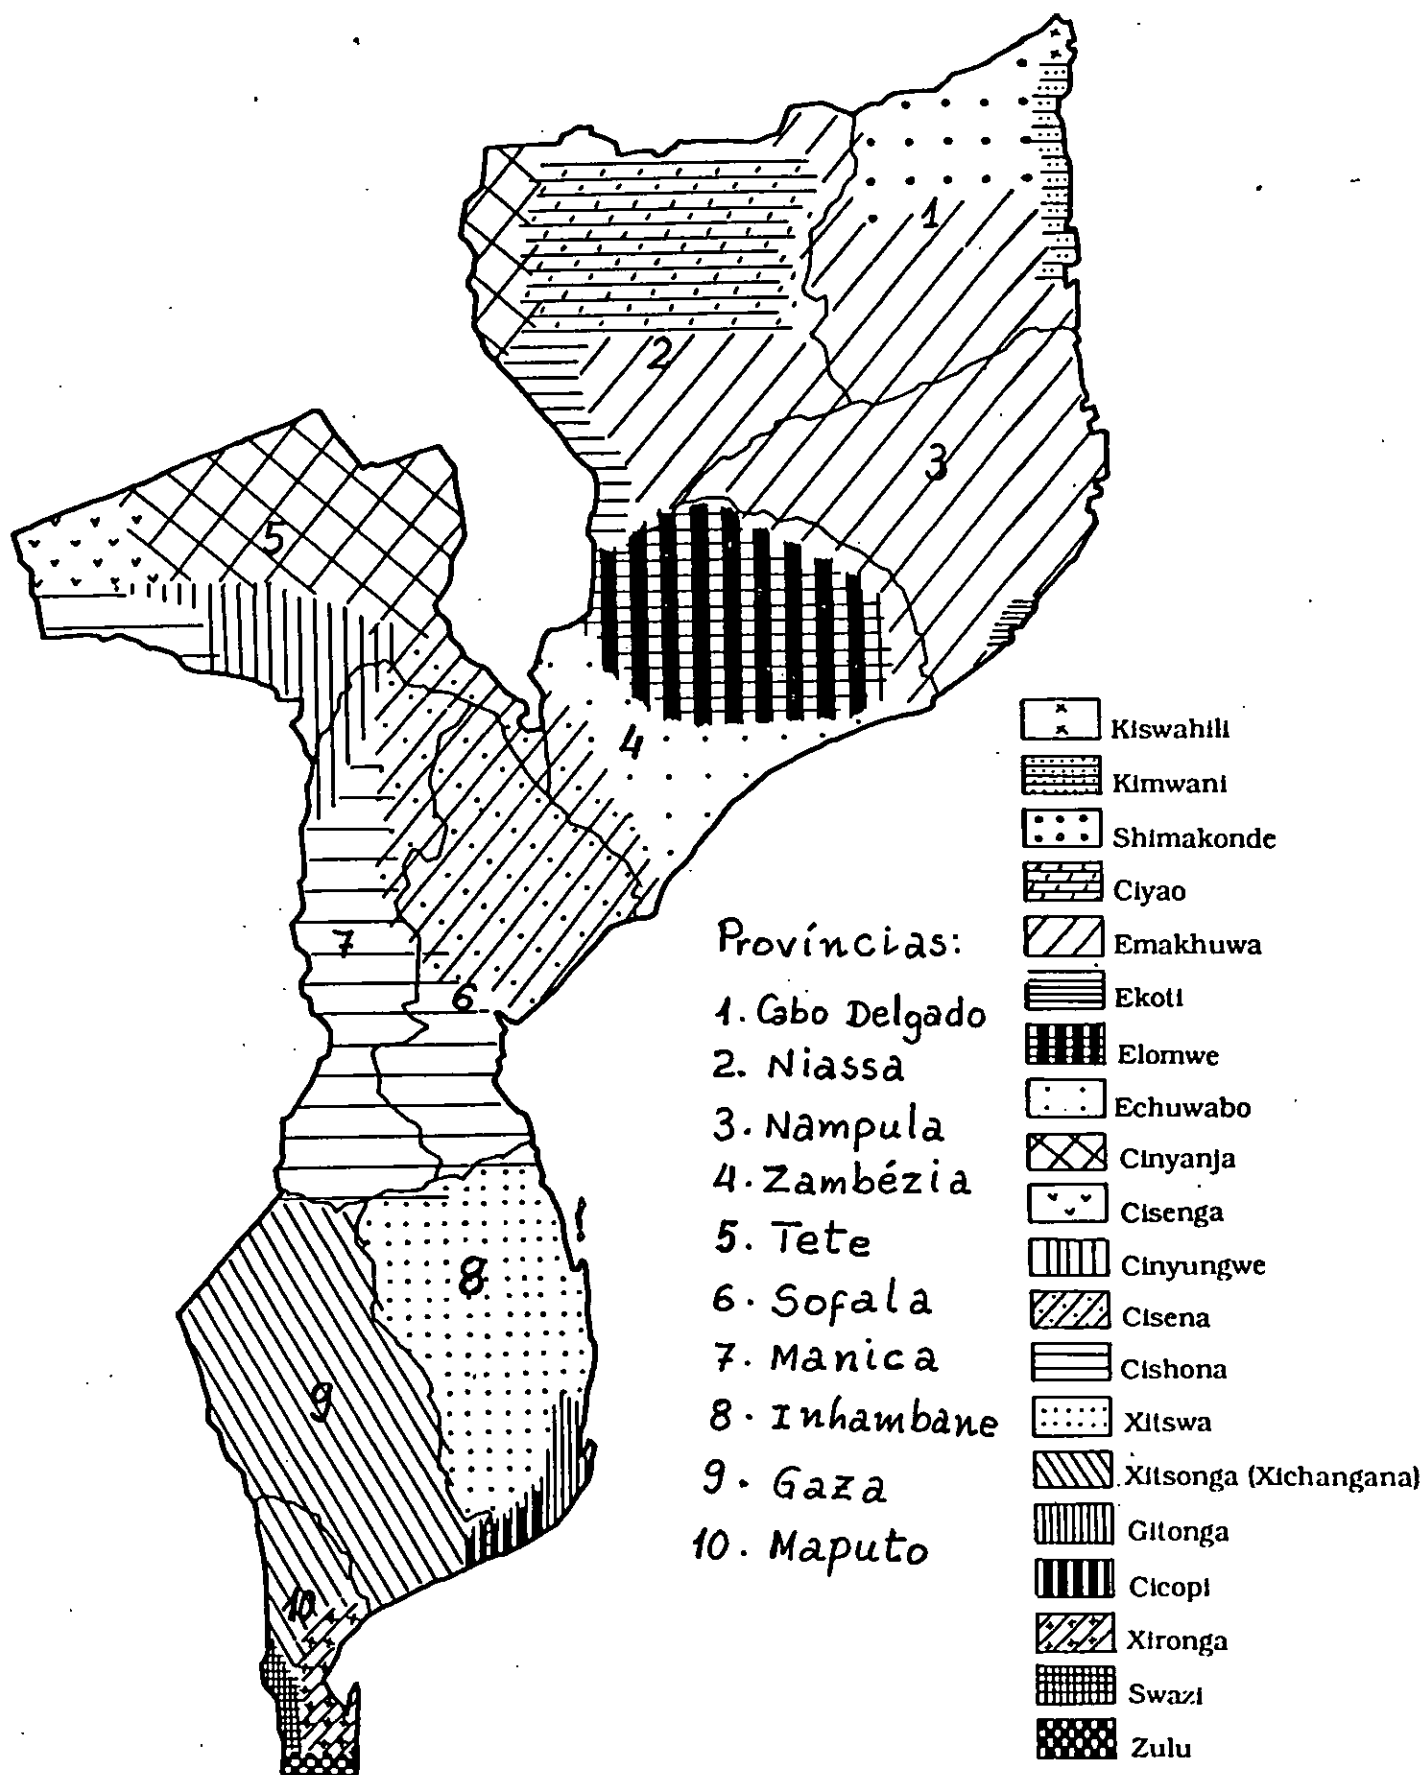 1
2
3
5
4
7
6
8
9
10
Províncias:
1. Cabo Delgado
2. Niassa
3. Nampula
4. Zambézia
5. Tete
6. Sofala
7. Manica
8. Inhambane
9. Gaza
10. Maputo
Kiswahili
Kimwani
Shimakonde
Ciyao
Emakhuwa
Ekoti
Elomwe
Echuwabo
Cinyanja
Cisenga
Cinyungwe
Cisena
Cishona
Xitswa
Xitsonga (Xichangana)
Gitonga
Cicopi
Xironga
Swazi
Zulu